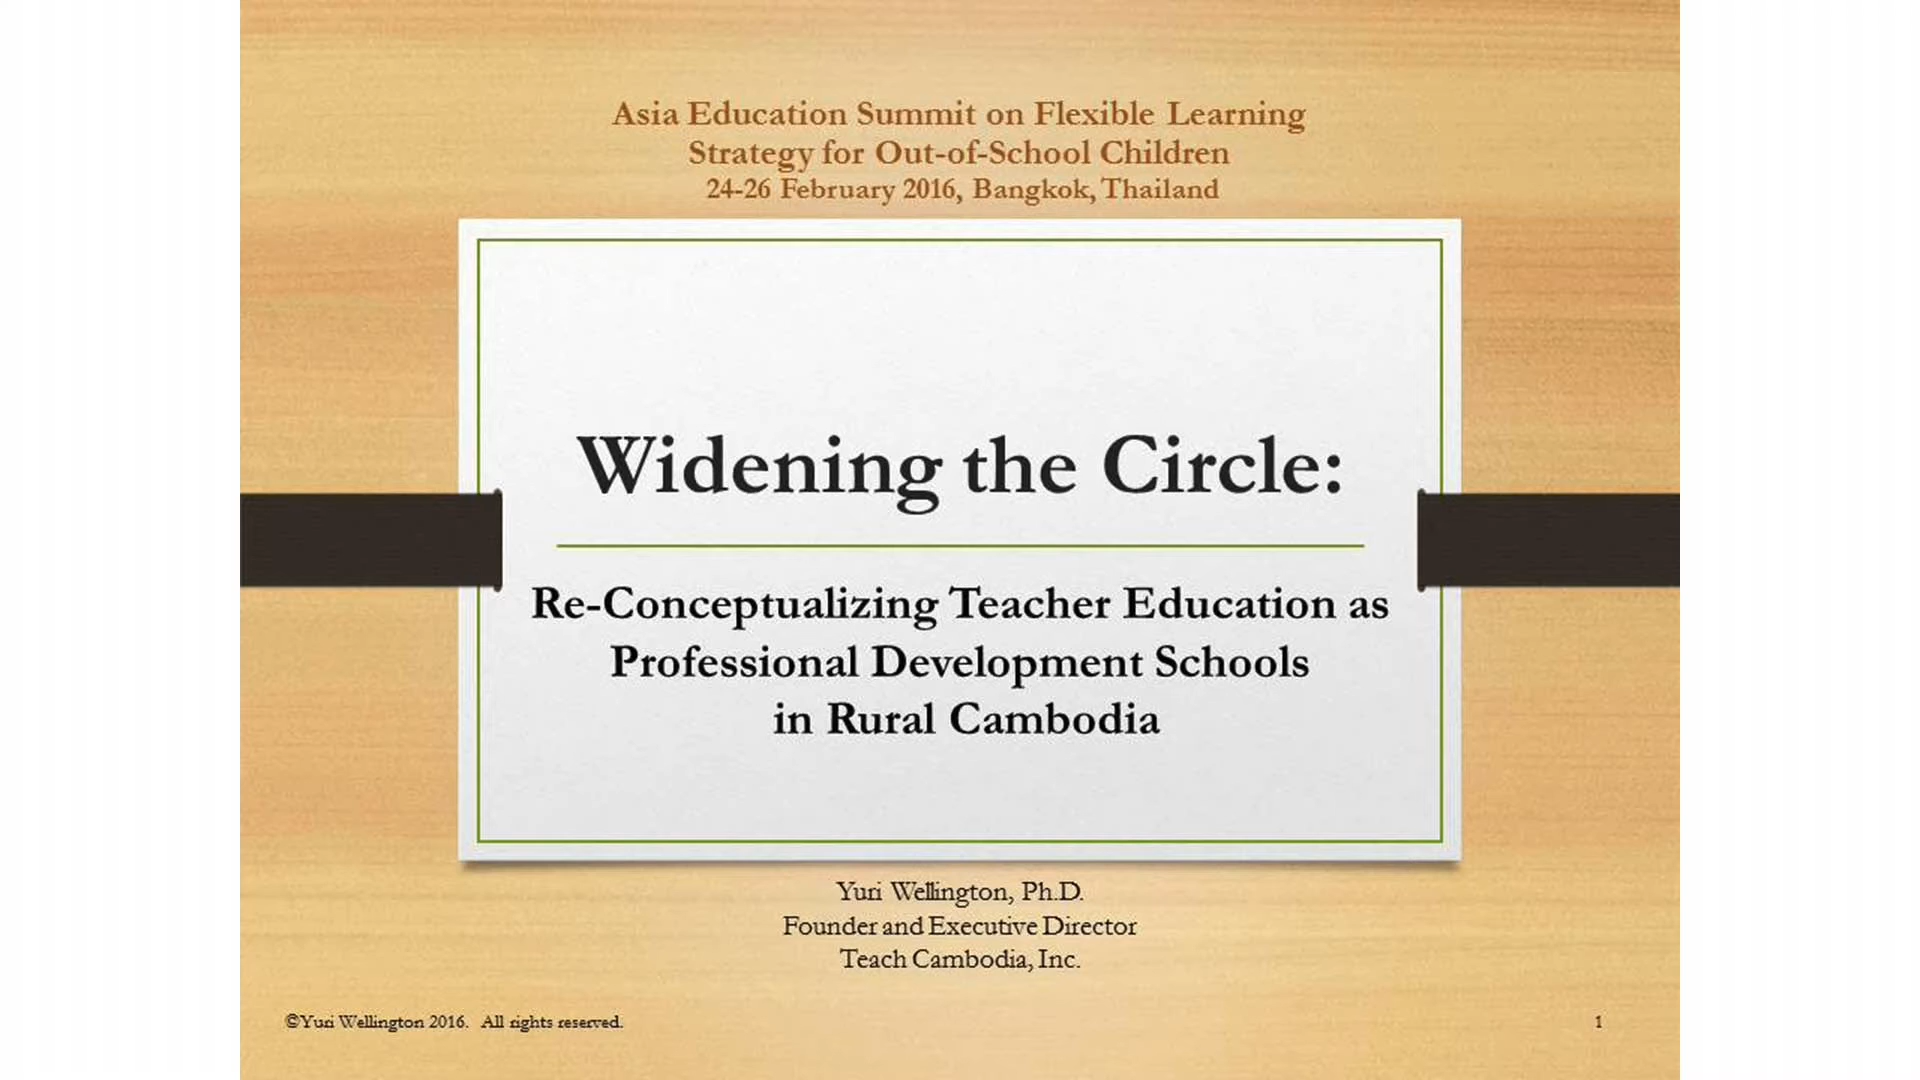 Asia Education Summit on Flexible Learning
Strategy for Out-of-School Children
24-26 February 2016, Bangkok, Thailand
Widening the Circle:
Re-Conceptualizing Teacher Education as
Professional Development Schools
in Rural Cambodia
Yuri Wellington, Ph.D.
Founder and Executive Director
Teach Cambodia, Inc.
©Yuri Wellington 2016. All rights reserved.
1